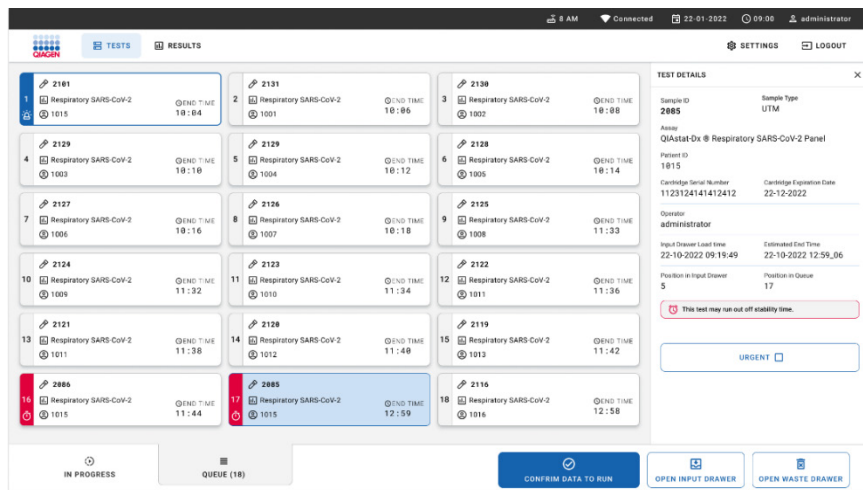 8 AM Connected 22-01-2022 09:00 administrator
QIAGEN TESTS RESULTS SETTINGS LOGOUT
1 2101 Respiratory SARS-CoV-2 1015 END TIME 10:04
2 2131 Respiratory SARS-CoV-2 1001 END TIME 10:06
3 2130 Respiratory SARS-CoV-2 1002 END TIME 10:08
4 2129 Respiratory SARS-CoV-2 1003 END TIME 10:10
5 2129 Respiratory SARS-CoV-2 1004 END TIME 10:12
6 2128 Respiratory SARS-CoV-2 1005 END TIME 10:14
7 2127 Respiratory SARS-CoV-2 1006 END TIME 10:16
8 2126 Respiratory SARS-CoV-2 1007 END TIME 10:18
9 2125 Respiratory SARS-CoV-2 1008 END TIME 11:33
10 2124 Respiratory SARS-CoV-2 1009 END TIME 11:32
11 2123 Respiratory SARS-CoV-2 1010 END TIME 11:34
12 2122 Respiratory SARS-CoV-2 1011 END TIME 11:36
13 2121 Respiratory SARS-CoV-2 1011 END TIME 11:38
14 2120 Respiratory SARS-CoV-2 1012 END TIME 11:40
15 2119 Respiratory SARS-CoV-2 1013 END TIME 11:42
16 2086 Respiratory SARS-CoV-2 1015 END TIME 11:44
17 2085 Respiratory SARS-CoV-2 1015 END TIME 12:59
18 2116 Respiratory SARS-CoV-2 1016 END TIME 12:58
TEST DETAILS
Sample ID Sample Type
2085 UTM
Assay
QIAstat-Dx ® Respiratory SARS-CoV-2 Panel
Patient ID
1015
Cardridge Serial Number Cardridge Expiration Date
1123124141412412 22-12-2022
Operator
administrator
Input Drawer Load time Estimated End Time
22-10-2022 09:19:49 22-10-2022 12:59_06
Position in Input Drawer Position in Queue
5 17
This test may run out off stability time.
URGENT
IN PROGRESS QUEUE (18) CONFRIM DATA TO RUN OPEN INPUT DRAWER OPEN WASTE DRAWER